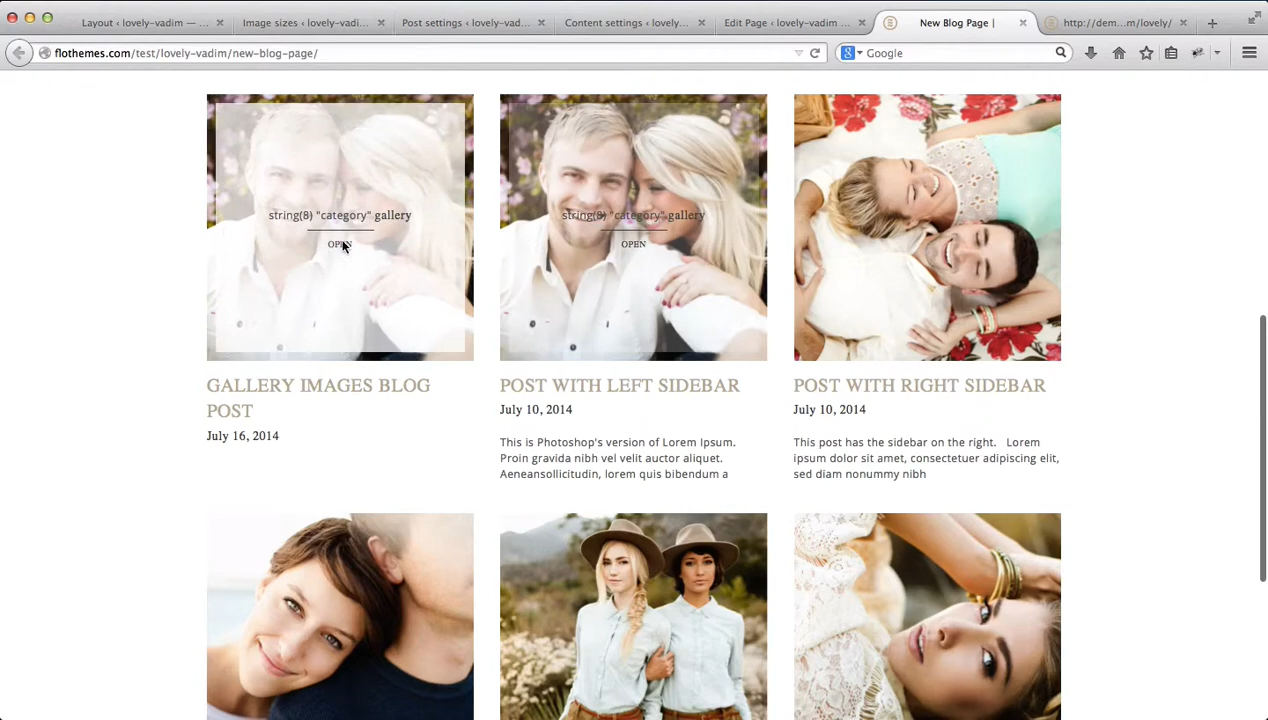 Layout ‹ lovely-vadim — ...
Image sizes ‹ lovely-vadi...
Post settings ‹ lovely-vad...
Content settings ‹ lovely...
Edit Page ‹ lovely-vadim ...
New Blog Page |
http://dem...m/lovely/
flothemes.com/test/lovely-vadim/new-blog-page/
Google
string(8) "category" gallery
OPEN
string(8) "category" gallery
OPEN
GALLERY IMAGES BLOG
POST
July 16, 2014
POST WITH LEFT SIDEBAR
July 10, 2014
This is Photoshop's version of Lorem Ipsum.
Proin gravida nibh vel velit auctor aliquet.
Aeneansollicitudin, lorem quis bibendum a
POST WITH RIGHT SIDEBAR
July 10, 2014
This post has the sidebar on the right. Lorem
ipsum dolor sit amet, consectetuer adipiscing elit,
sed diam nonummy nibh